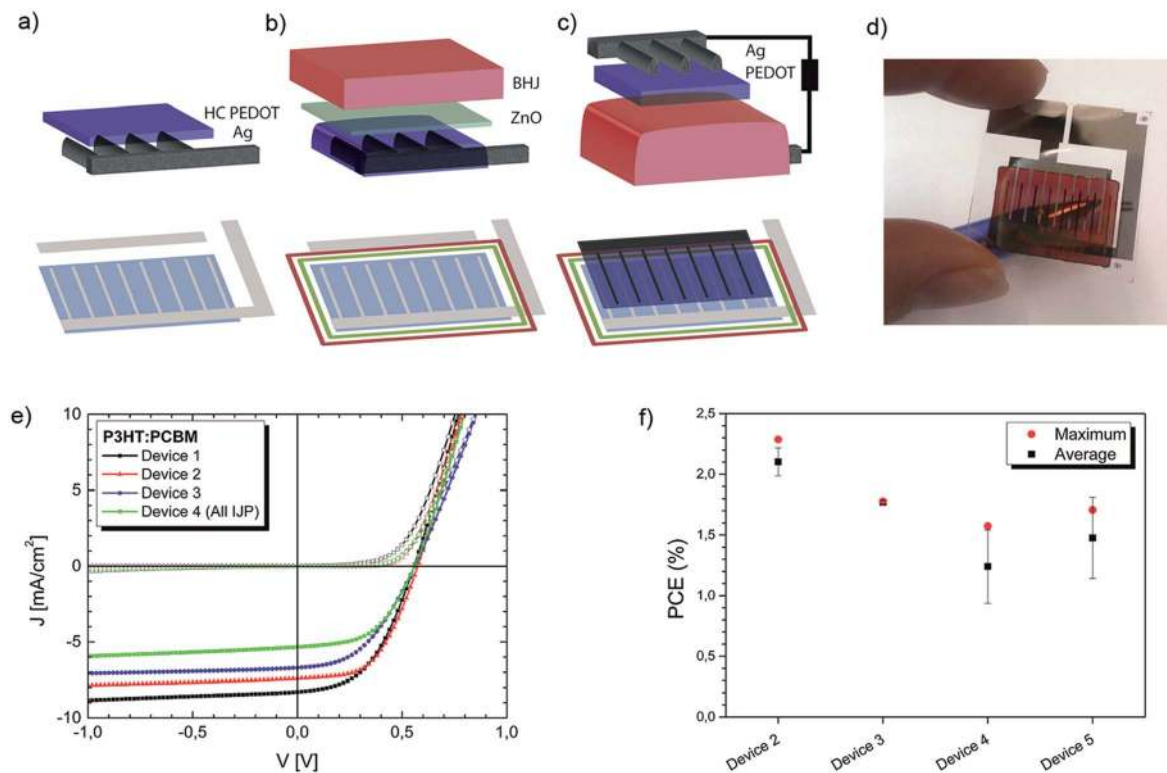 a)
b)
c)
d)
HC PEDOT
Ag
BHJ
ZnO
Ag
PEDOT
e)
P3HT:PCBM
Device 1
Device 2
Device 3
Device 4 (All IJP)
10
5
0
-5
-10
J [mA/cm²]
-1,0
-0,5
0,0
0,5
1,0
V [V]
f)
Maximum
Average
2,5
2,0
1,5
1,0
0,5
0,0
PCE (%)
Device 2
Device 3
Device 4
Device 5